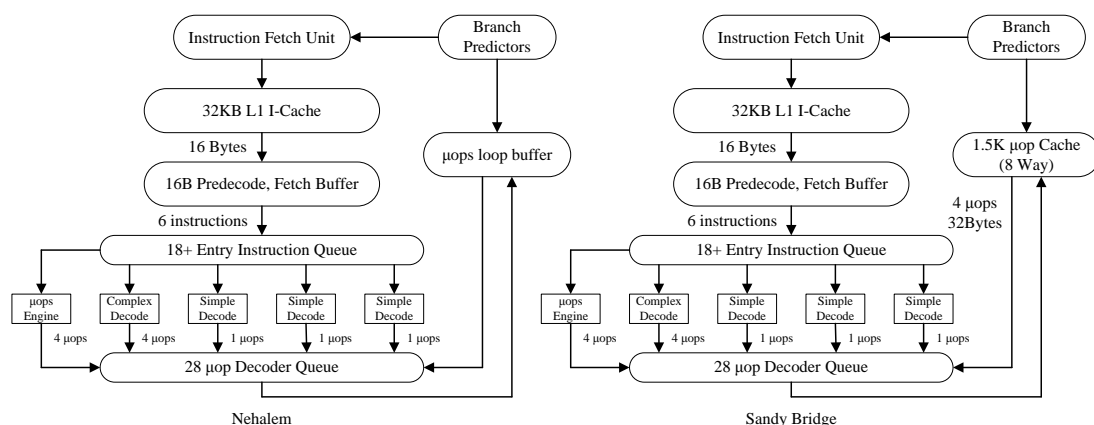 Instruction Fetch Unit
Branch
Predictors
32KB L1 I-Cache
16 Bytes
μops loop buffer
16B Predecode, Fetch Buffer
6 instructions
18+ Entry Instruction Queue
μops
Engine
Complex
Decode
Simple
Decode
Simple
Decode
Simple
Decode
4 μops
4 μops
1 μops
1 μops
1 μops
28 μop Decoder Queue
Nehalem
Instruction Fetch Unit
Branch
Predictors
32KB L1 I-Cache
16 Bytes
1.5K μop Cache
(8 Way)
16B Predecode, Fetch Buffer
4 μops
32Bytes
6 instructions
18+ Entry Instruction Queue
μops
Engine
Complex
Decode
Simple
Decode
Simple
Decode
Simple
Decode
4 μops
4 μops
1 μops
1 μops
1 μops
28 μop Decoder Queue
Sandy Bridge